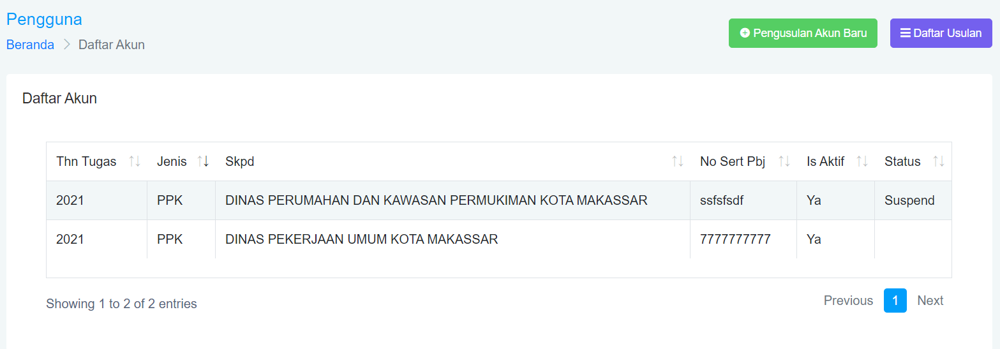 Pengguna
Beranda > Daftar Akun
Pengusulan Akun Baru
Daftar Usulan
Daftar Akun
Thn Tugas Jenis Skpd No Sert Pbj Is Aktif Status
2021 PPK DINAS PERUMAHAN DAN KAWASAN PERMUKIMAN KOTA MAKASSAR ssfsfsdf Ya Suspend
2021 PPK DINAS PEKERJAAN UMUM KOTA MAKASSAR 7777777777 Ya
Showing 1 to 2 of 2 entries
Previous 1 Next